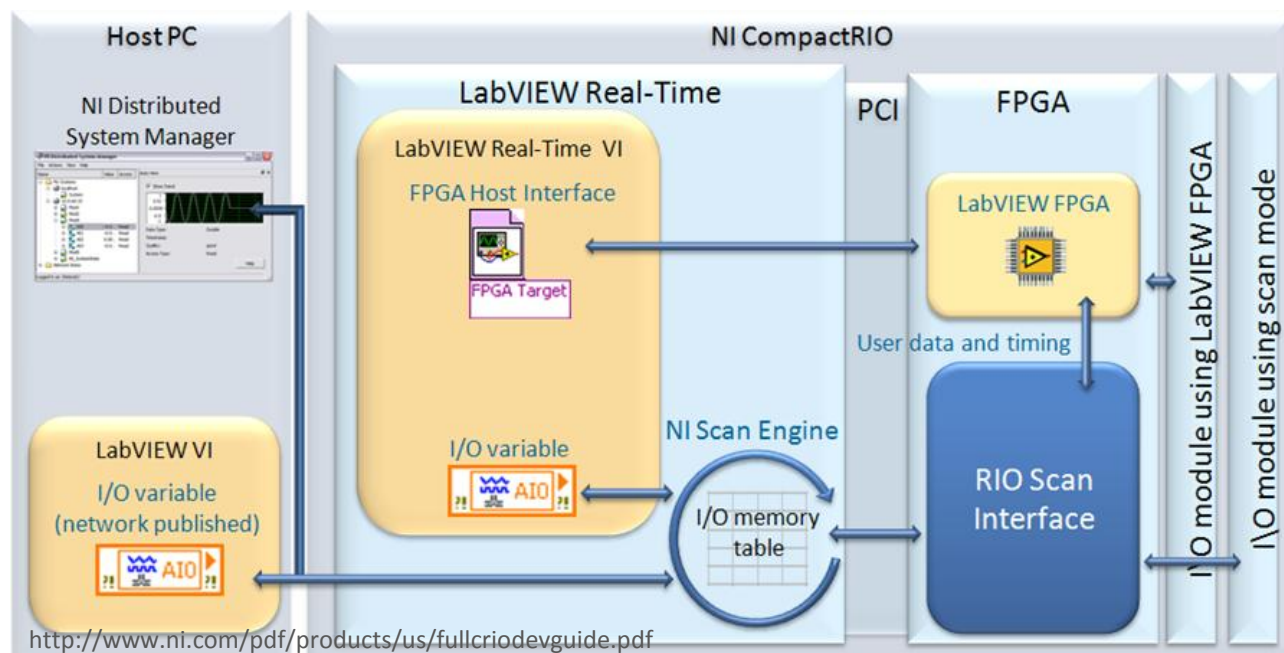 Host PC
NI Distributed
System Manager
LabVIEW VI
I/O variable
(network published)
AIO
NI CompactRIO
LabVIEW Real-Time
LabVIEW Real-Time VI
FPGA Host Interface
FPGA Target
I/O variable
AIO
NI Scan Engine
I/O memory
table
PCI
FPGA
LabVIEW FPGA
User data and timing
RIO Scan
Interface
I\O module using LabVIEW FPGA
I\O module using scan mode
http://www.ni.com/pdf/products/us/fullcriodevguide.pdf